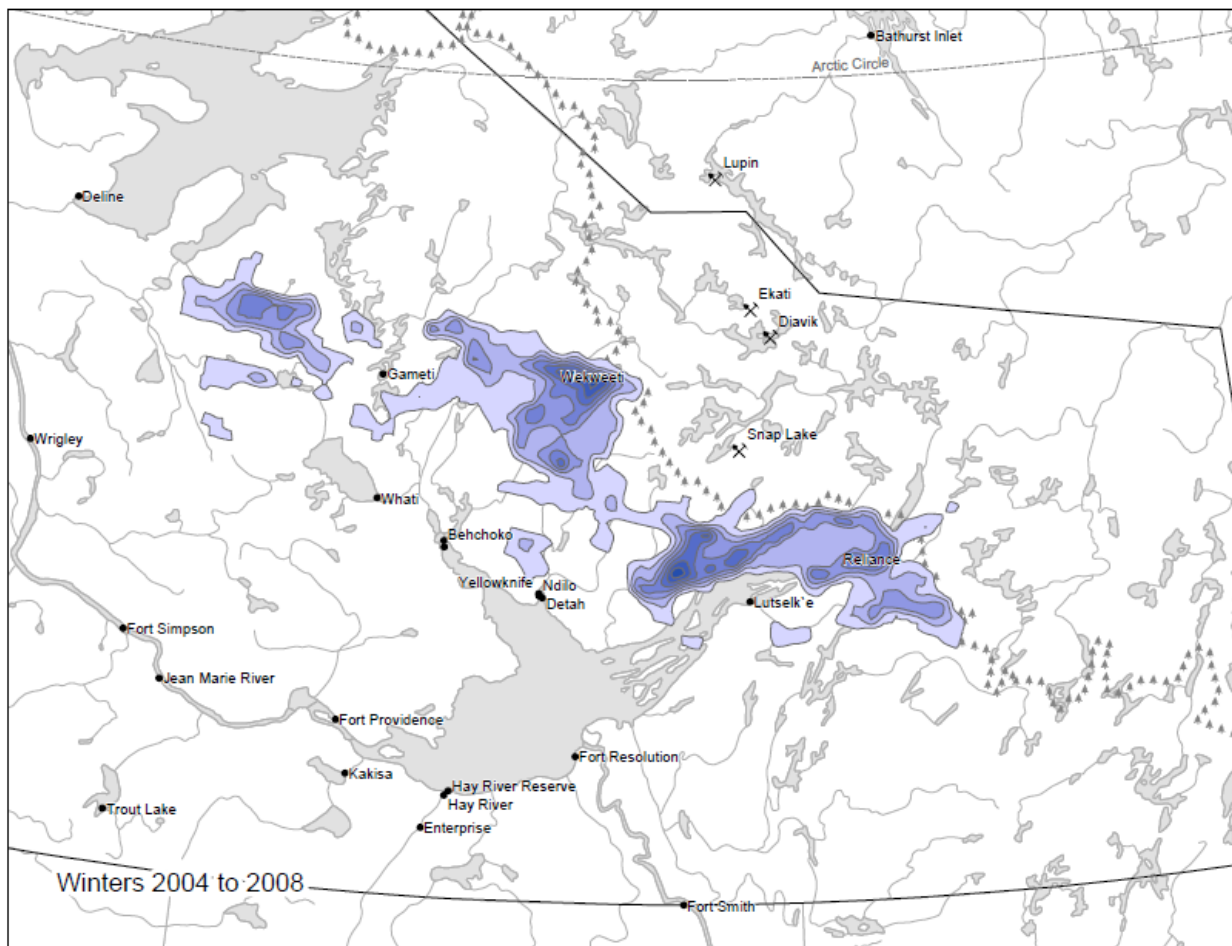 Bathurst Inlet
Arctic Circle
Lupin
Deline
Ekati
Diavik
Gameti
Wekweeti
Wrigley
Snap Lake
Whati
Behchoko
Reliance
Yellowknife
Ndilo
Detah
Lutselk`e
Fort Simpson
Jean Marie River
Fort Providence
Fort Resolution
Kakisa
Hay River Reserve
Hay River
Trout Lake
Enterprise
Winters 2004 to 2008
Fort Smith